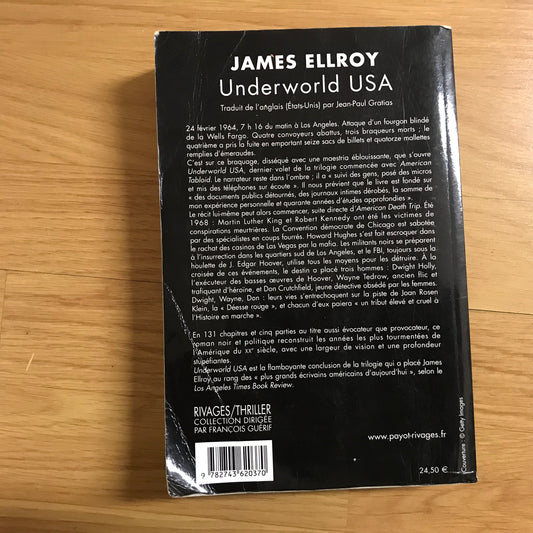 JAMES ELLROY
Underworld USA
Traduit de l'anglais (États-Unis) par Jean-Paul Gratias
24 février 1964, 7 h 16 du matin à Los Angeles. Attaque d'un fourgon blindé
de la Wells Fargo. Quatre convoyeurs abattus, trois braqueurs morts ; le
quatrième a pris la fuite en emportant seize sacs de billets et quatorze mallettes
remplies d'émeraudes.
C'est sur ce braquage, disséqué avec une maestria éblouissante, que s'ouvre
Underworld USA, dernier volet de la trilogie commencée avec American
Tabloid. Le narrateur reste dans l'ombre ; il a « suivi des gens, posé des micros
et mis des téléphones sur écoute ». Il nous prévient que le livre est fondé sur
« des documents publics détournés, des journaux intimes dérobés, la somme de
mon expérience personnelle et quarante années d'études approfondies ».
Le récit lui-même peut alors commencer, suite directe d'American Death Trip. Été
1968 : Martin Luther King et Robert Kennedy ont été les victimes de
conspirations meurtrières. La Convention démocrate de Chicago est sabotée
par des spécialistes en coups fourrés. Howard Hughes s'est fait escroquer dans
le rachat des casinos de Las Vegas par la mafia. Les militants noirs se préparent
à l'insurrection dans les quartiers sud de Los Angeles, et le FBI, toujours sous la
houlette de J. Edgar Hoover, utilise tous les moyens pour les détruire. À la
croisée de ces événements, le destin a placé trois hommes : Dwight Holly,
l'exécuteur des basses œuvres de Hoover, Wayne Tedrow, ancien flic et
trafiquant d'héroïne, et Don Crutchfield, jeune détective obsédé par les femmes.
Dwight, Wayne, Don : leurs vies s'entrechoquent sur la piste de Joan Rosen
Klein, la « Déesse rouge », et chacun d'eux paiera « un tribut élevé et cruel à
l'Histoire en marche ».
En 131 chapitres et cinq parties au titre aussi évocateur que provocateur, ce
roman noir et politique reconstruit les années les plus tourmentées de
l'Amérique du XXe siècle, avec une largeur de vision et une profondeur
stupéfiantes.
Underworld USA est la flamboyante conclusion de la trilogie qui a placé James
Ellroy au rang des « plus grands écrivains américains d'aujourd'hui », selon le
Los Angeles Times Book Review.
RIVAGES/THRILLER
COLLECTION DIRIGÉE
PAR FRANÇOIS GUÉRIF
www.payot-rivages.fr
Couverture : © Getty Images
9 782743 620370
24,50 €